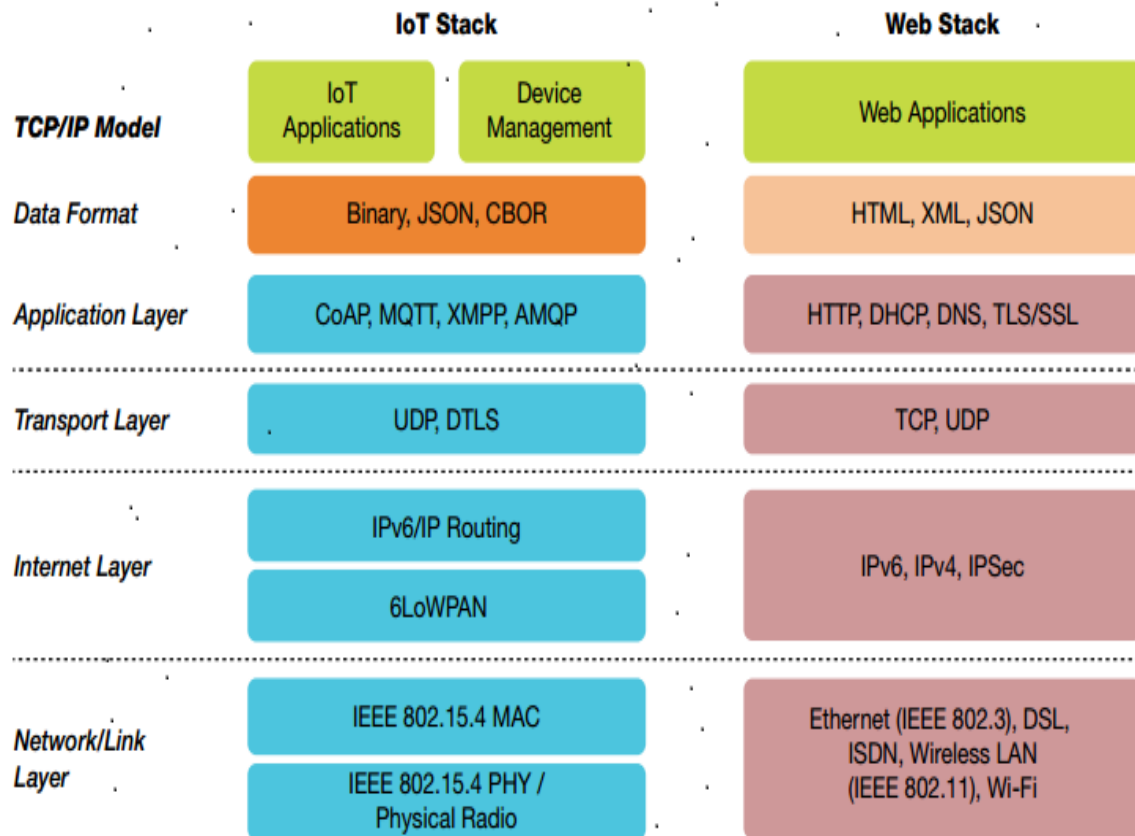 IoT Stack
Web Stack
TCP/IP Model
IoT
Applications
Device
Management
Web Applications
Data Format
Binary, JSON, CBOR
HTML, XML, JSON
Application Layer
CoAP, MQTT, XMPP, AMQP
HTTP, DHCP, DNS, TLS/SSL
Transport Layer
UDP, DTLS
TCP, UDP
Internet Layer
IPv6/IP Routing
6LoWPAN
IPv6, IPv4, IPSec
Network/Link
Layer
IEEE 802.15.4 MAC
IEEE 802.15.4 PHY /
Physical Radio
Ethernet (IEEE 802.3), DSL,
ISDN, Wireless LAN
(IEEE 802.11), Wi-Fi